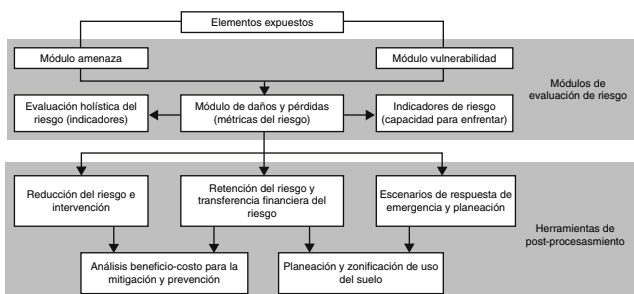 Elementos expuestos
Módulo amenaza
Módulo vulnerabilidad
Módulos de
evaluación de riesgo
Evaluación holística del
riesgo (indicadores)
Módulo de daños y pérdidas
(métricas del riesgo)
Indicadores de riesgo
(capacidad para enfrentar)
Reducción del riesgo e
intervención
Retención del riesgo y
transferencia financiera del
riesgo
Escenarios de respuesta de
emergencia y planeación
Herramientas de
post-procesasmiento
Análisis beneficio-costo para la
mitigación y prevención
Planeación y zonificación de uso
del suelo